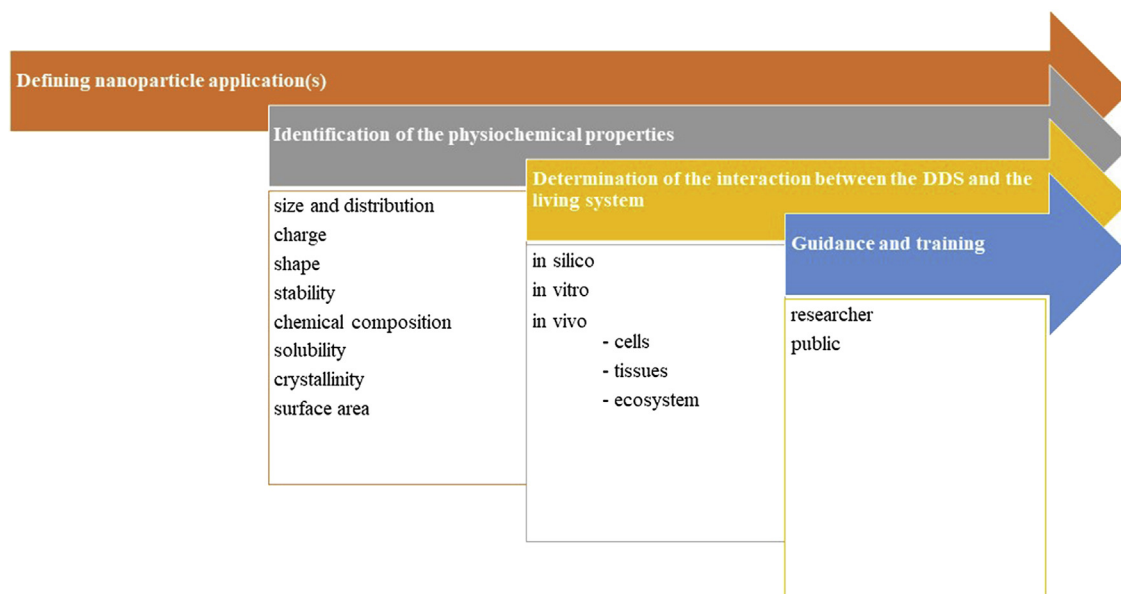 Defining nanoparticle application(s)
Identification of the physiochemical properties
size and distribution
charge
shape
stability
chemical composition
solubility
crystallinity
surface area
Determination of the interaction between the DDS and the
living system
in silico
in vitro
in vivo
- cells
- tissues
- ecosystem
Guidance and training
researcher
public